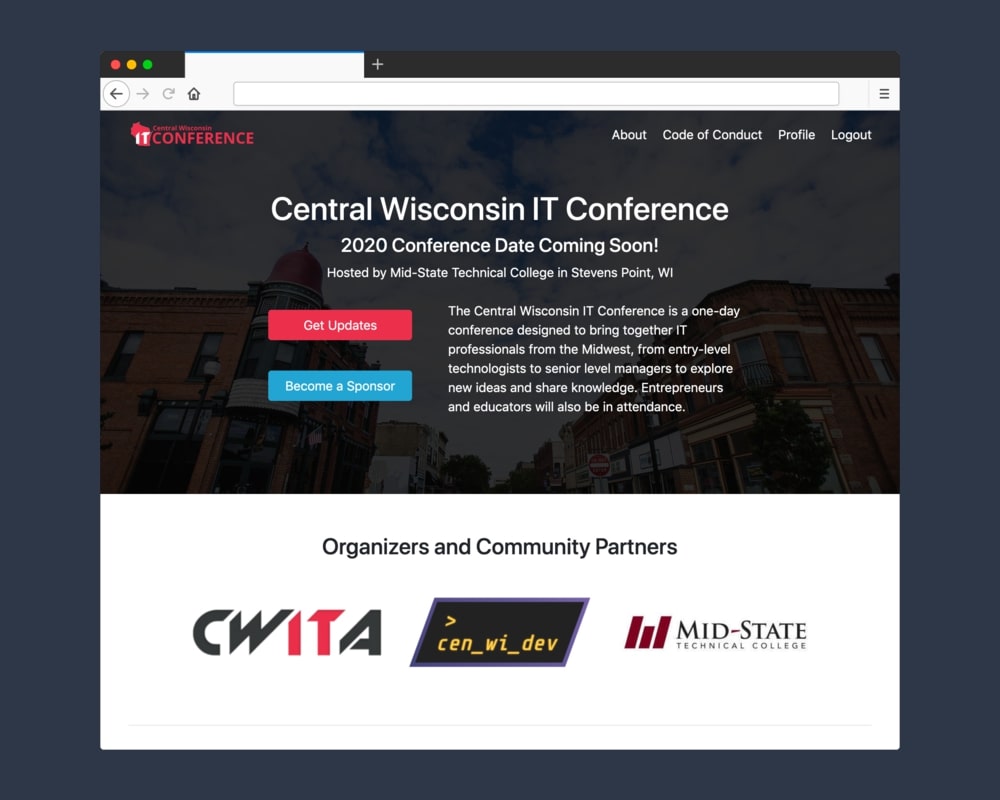 Central Wisconsin
IT CONFERENCE
About Code of Conduct Profile Logout
Central Wisconsin IT Conference
2020 Conference Date Coming Soon!
Hosted by Mid-State Technical College in Stevens Point, WI
Get Updates
Become a Sponsor
The Central Wisconsin IT Conference is a one-day
conference designed to bring together IT
professionals from the Midwest, from entry-level
technologists to senior level managers to explore
new ideas and share knowledge. Entrepreneurs
and educators will also be in attendance.
Organizers and Community Partners
CWITA
>
cen_wi_dev
MID-STATE
TECHNICAL COLLEGE